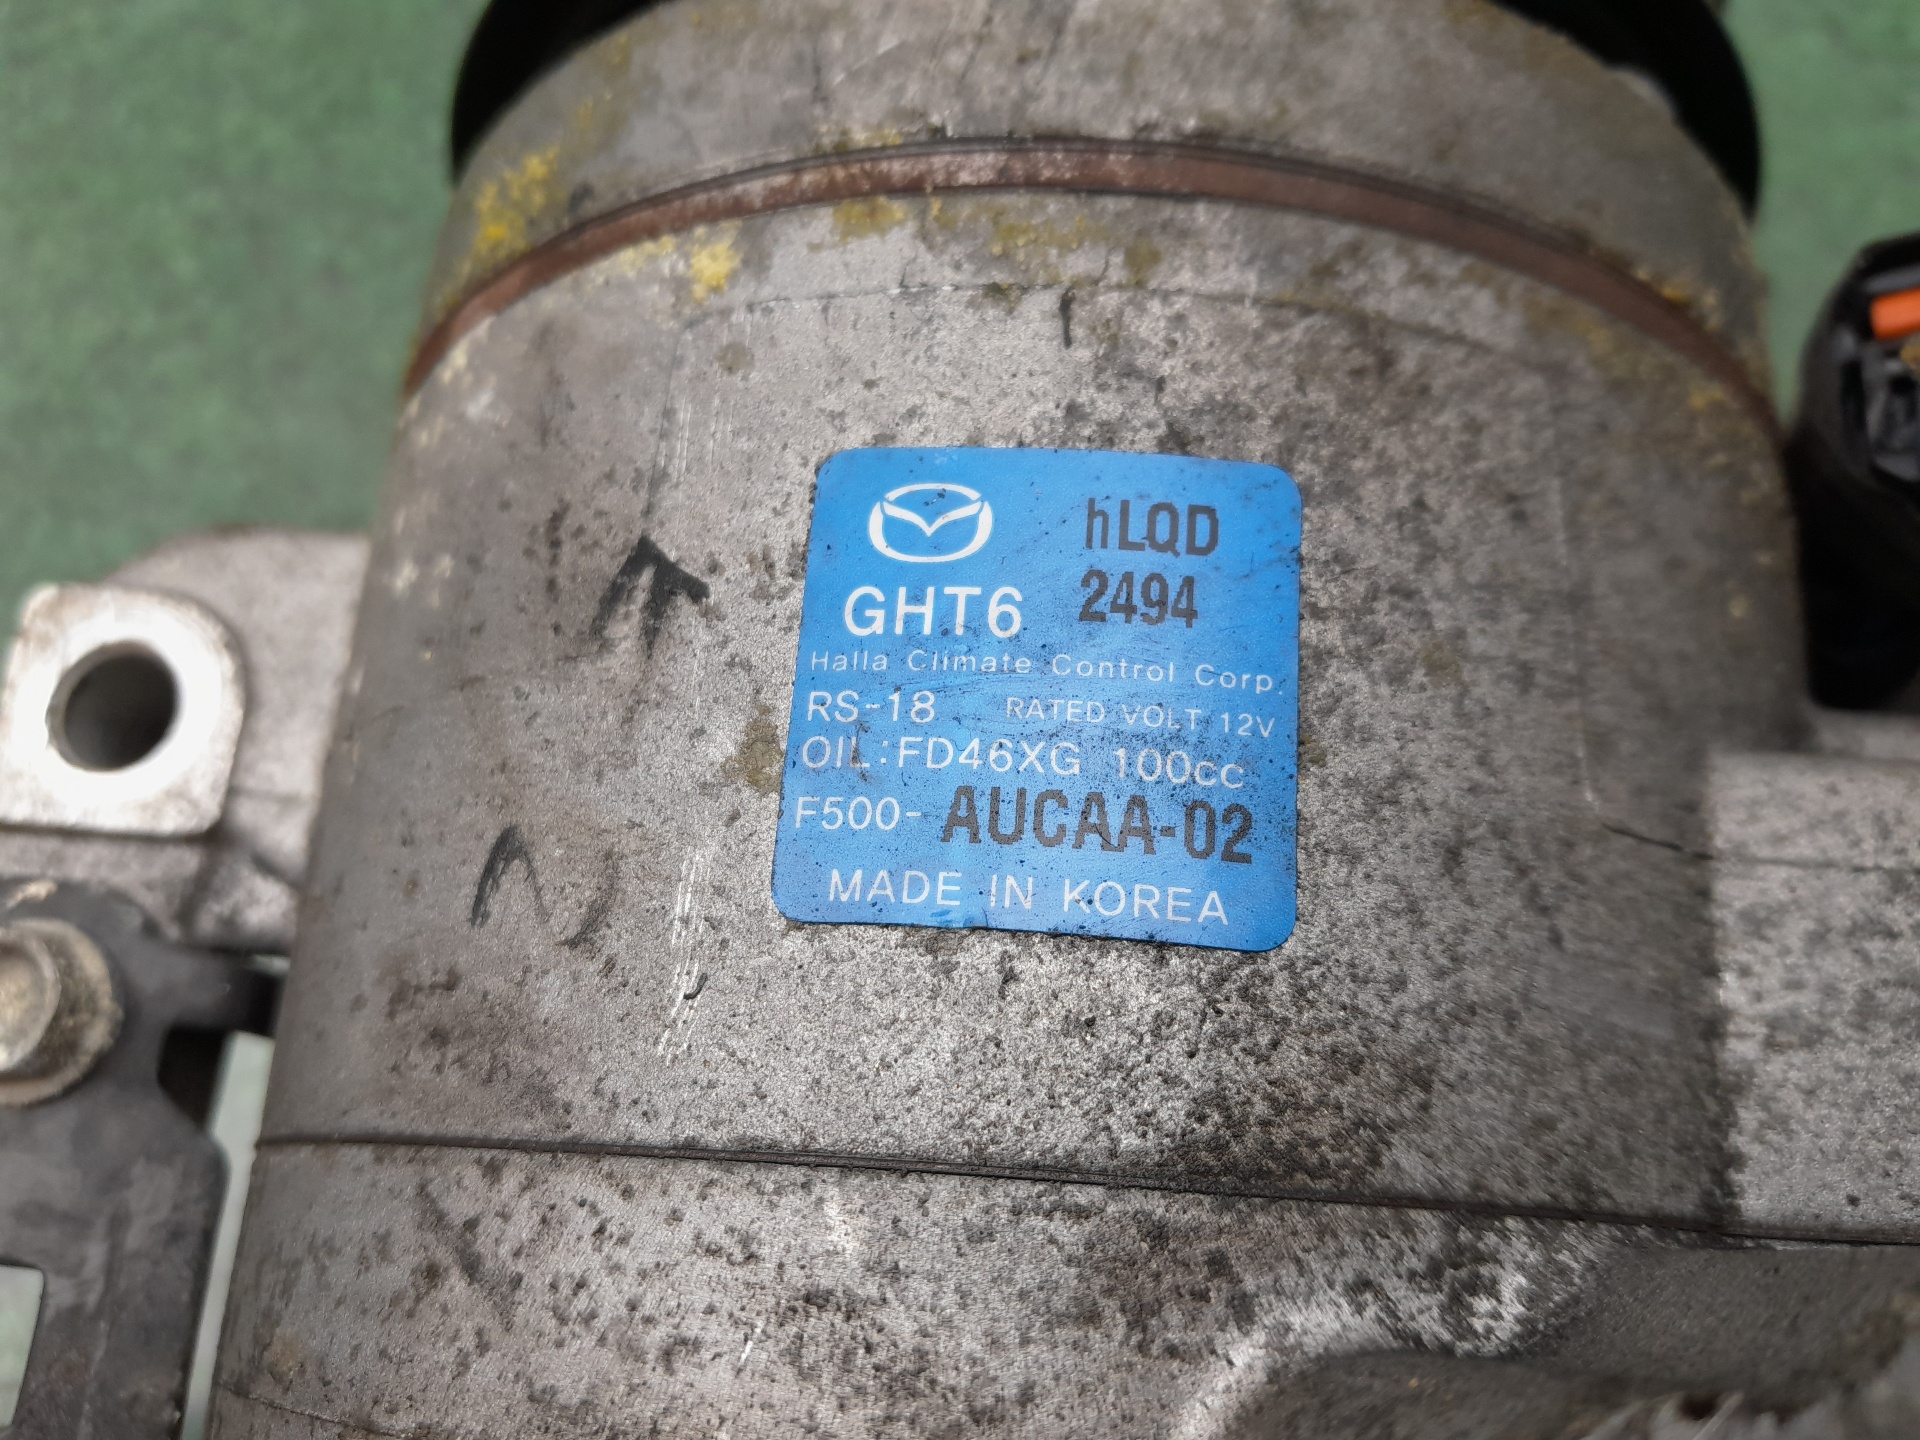 hLQD
GHT6 2494
Halla Climate Control Corp.
RS-18 RATED VOLT 12V
OIL:FD46XG 100cc
F500-AUCAA-02
MADE IN KOREA